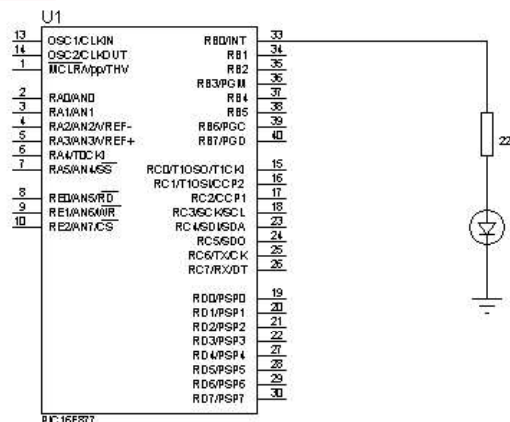 U1
13 OSC1/CLKIN RB0/INT 33
14 OSC2/CLKOUT RB1 34
1 MCLR/Vpp/THV RB2 35
RB3/PGM 36
2 RA0/AN0 RB4 37
3 RA1/AN1 RB5 38
4 RA2/AN2/VREF- RB6/PGC 39
5 RA3/AN3/VREF+ RB7/PGD 40
6 RA4/T0CKI
7 RA5/AN4/SS RC0/T1OSO/T1CKI 15
RC1/T1OSI/CCP2 16
8 RE0/AN5/RD RC2/CCP1 17
9 RE1/AN6/WR RC3/SCK/SCL 18
10 RE2/AN7/CS RC4/SDI/SDA 23
RC5/SDO 24
RC6/TX/CK 25
RC7/RX/DT 26
RD0/PSP0 19
RD1/PSP1 20
RD2/PSP2 21
RD3/PSP3 22
RD4/PSP4 27
RD5/PSP5 28
RD6/PSP6 29
RD7/PSP7 30
PIC16F877
22